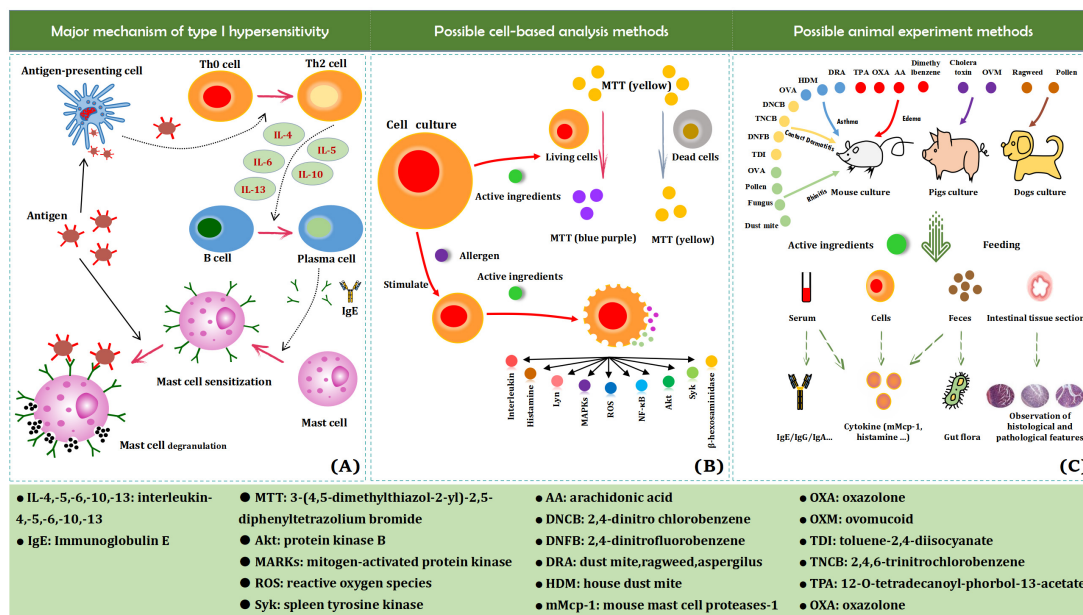 Major mechanism of type I hypersensitivity
Possible cell-based analysis methods
Possible animal experiment methods
Antigen-presenting cell
Th0 cell
Th2 cell
IL-4
IL-5
IL-6
IL-10
IL-13
Antigen
B cell
Plasma cell
IgE
Mast cell sensitization
Mast cell
Mast cell degranulation
(A)
Cell culture
MTT (yellow)
Living cells
Dead cells
Active ingredients
MTT (blue purple)
MTT (yellow)
Allergen
Stimulate
Active ingredients
Interleukin
Histamine
Lyn
MAPKs
ROS
NF-κB
Akt
Syk
β-hexosaminidase
(B)
HDM
DRA
TPA
OXA
AA
Dimethy
lbenzene
Cholera
toxin
OVM
Ragweed
Pollen
OVA
DNCB
TNCB
DNFB
TDI
OVA
Pollen
Fungus
Dust mite
Asthma
Edema
Contact Dermatitis
Rhinitis
Mouse culture
Pigs culture
Dogs culture
Active ingredients
Feeding
Serum
Cells
Feces
Intestinal tissue section
IgE/IgG/IgA...
Cytokine (mMcp-1,
histamine ...)
Gut flora
Observation of
histological and
pathological features
(C)
● IL-4,-5,-6,-10,-13: interleukin-
4,-5,-6,-10,-13
● IgE: Immunoglobulin E
● MTT: 3-(4,5-dimethylthiazol-2-yl)-2,5-
diphenyltetrazolium bromide
● Akt: protein kinase B
● MARKs: mitogen-activated protein kinase
● ROS: reactive oxygen species
● Syk: spleen tyrosine kinase
● AA: arachidonic acid
● DNCB: 2,4-dinitro chlorobenzene
● DNFB: 2,4-dinitrofluorobenzene
● DRA: dust mite,ragweed,aspergilus
● HDM: house dust mite
● mMcp-1: mouse mast cell proteases-1
● OXA: oxazolone
● OXM: ovomucoid
● TDI: toluene-2,4-diisocyanate
● TNCB: 2,4,6-trinitrochlorobenzene
● TPA: 12-O-tetradecanoyl-phorbol-13-acetate
● OXA: oxazolone